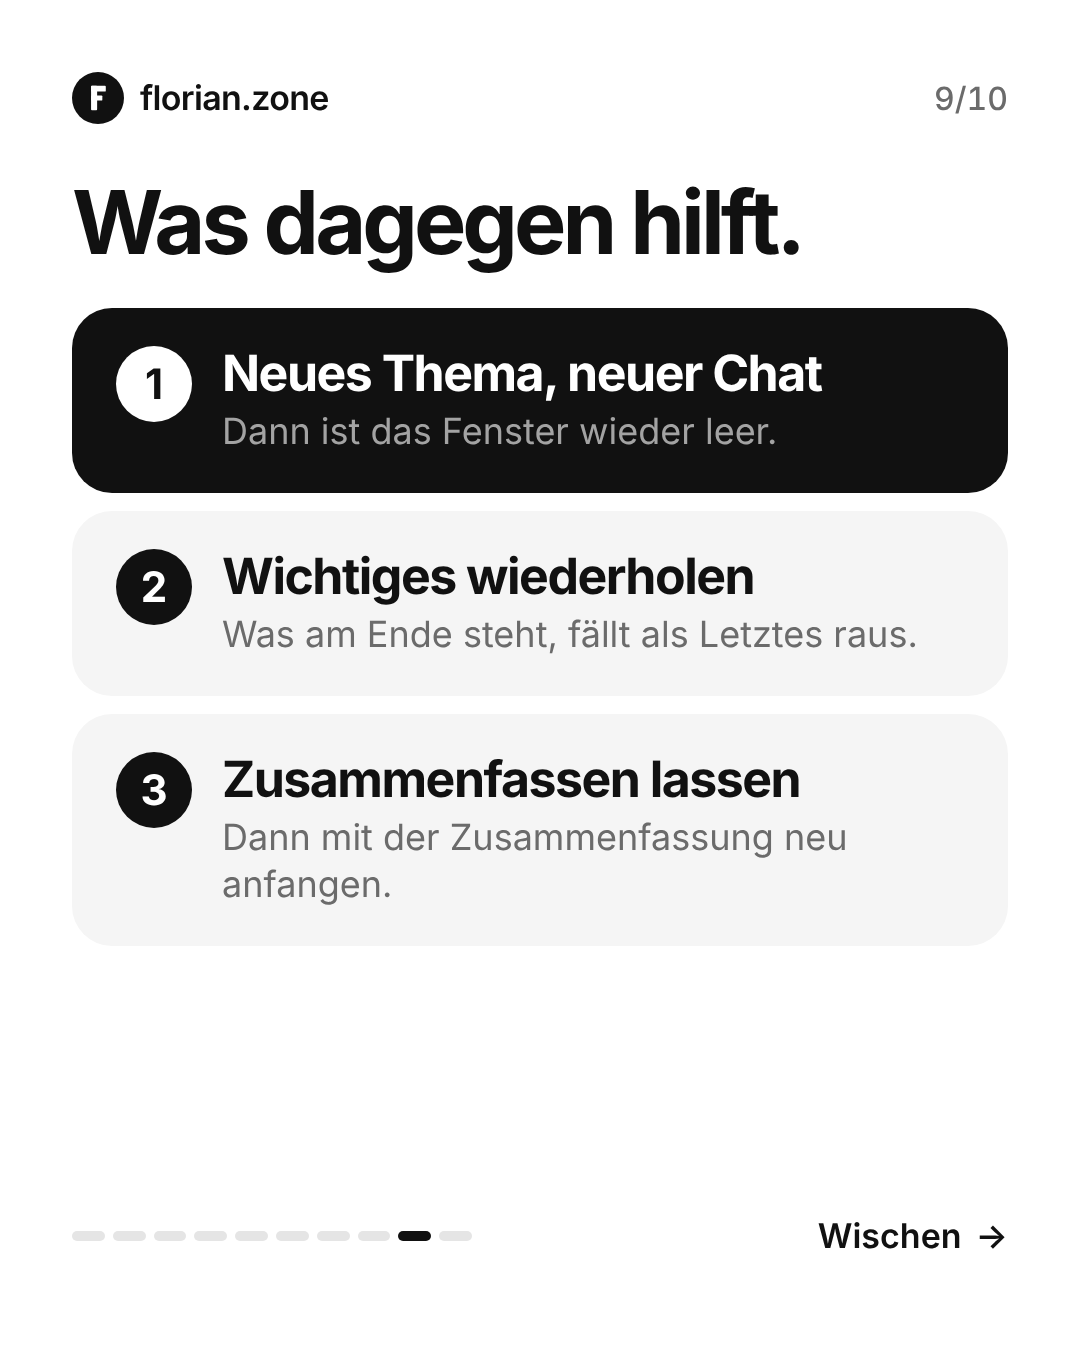 F florian.zone
9/10
Was dagegen hilft.
1 Neues Thema, neuer Chat
Dann ist das Fenster wieder leer.
2 Wichtiges wiederholen
Was am Ende steht, fällt als Letztes raus.
3 Zusammenfassen lassen
Dann mit der Zusammenfassung neu
anfangen.
Wischen →